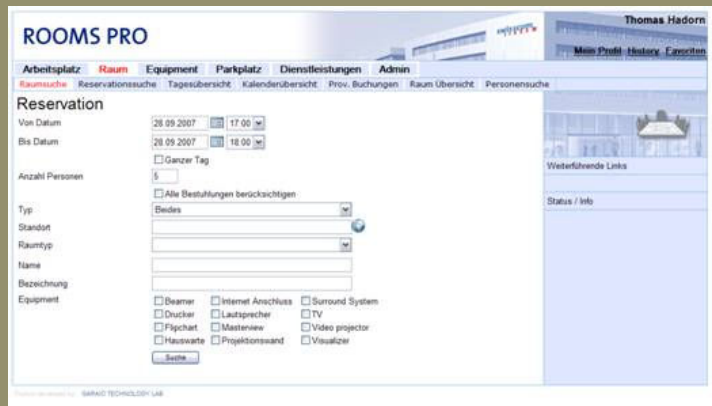 ROOMS PRO
Thomas Hadorn
Mein Profil History Favoriten
Arbeitsplatz Raum Equipment Parkplatz Dienstleistungen Admin
Raumsuche Reservationssuche Tagesübersicht Kalenderübersicht Prov. Buchungen Raum Übersicht Personensuche
Reservation
Von Datum 28.09.2007 17:00
Bis Datum 28.09.2007 18:00
Ganzer Tag
Anzahl Personen 5
Alle Bestuhlungen berücksichtigen
Typ Beides
Standort
Raumtyp
Name
Bezeichnung
Equipment Beamer Internet Anschluss Surround System
Drucker Lautsprecher TV
Flipchart Masterview Video projector
Hauswarte Projektionswand Visualizer
Suche
Weiterführende Links
Status / Info
GARAIO TECHNOLOGY LAB